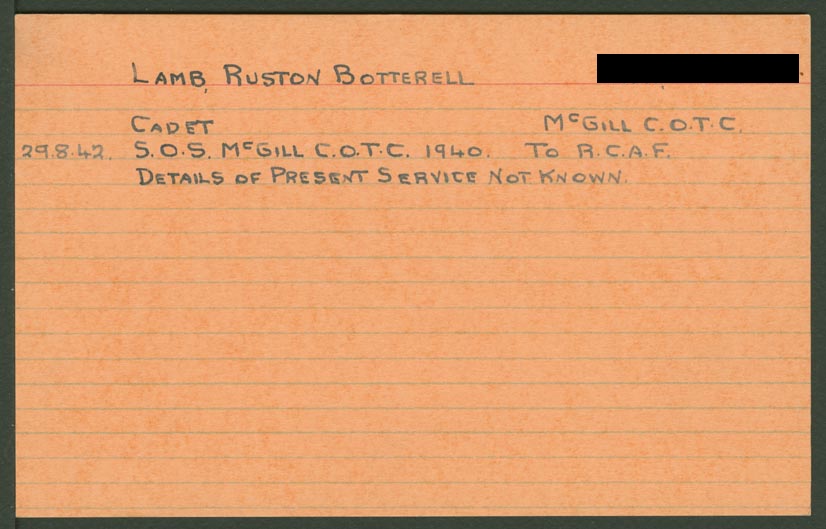 LAMB, RUSTON BOTTERELL
CADET McGILL C.O.T.C.
29.8.42. S.O.S. McGILL C.O.T.C. 1940. TO R.C.A.F.
DETAILS OF PRESENT SERVICE NOT KNOWN.